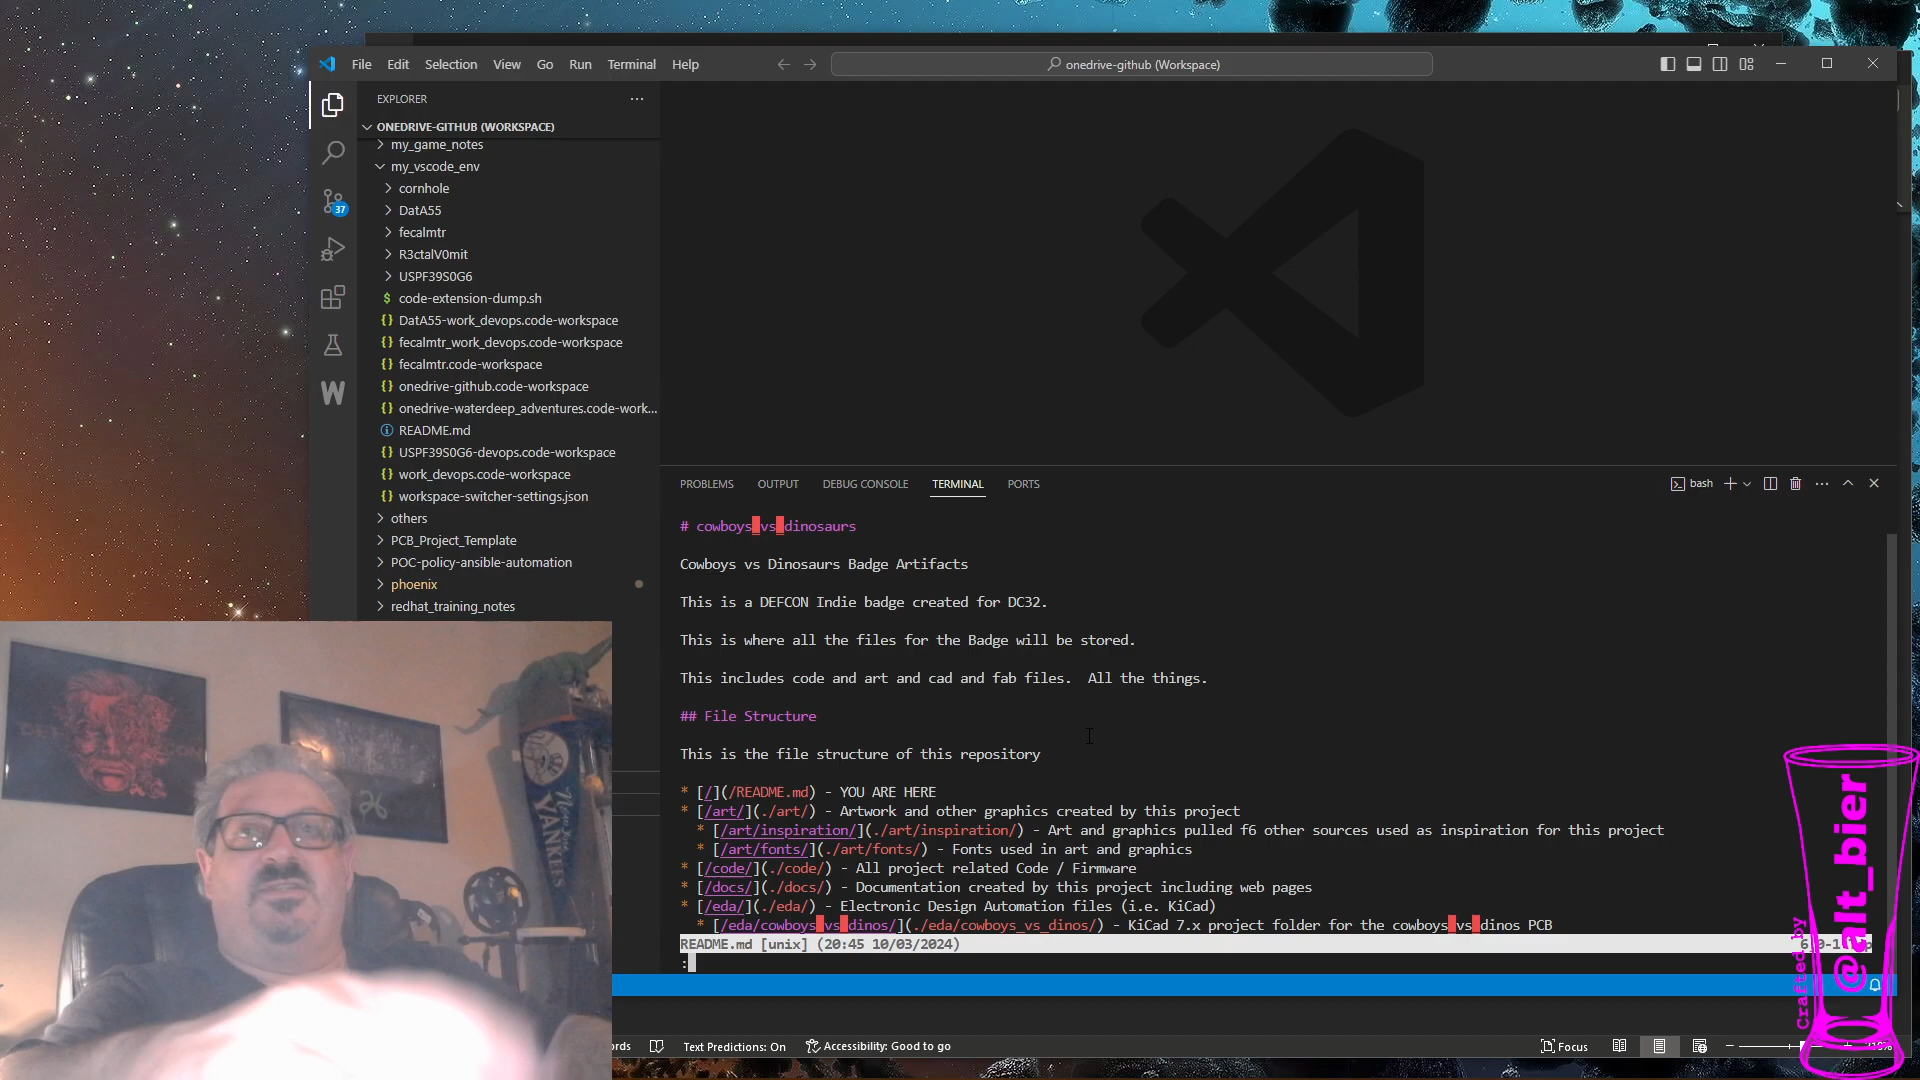 File Edit Selection View Go Run Terminal Help
onedrive-github (Workspace)
EXPLORER
ONEDRIVE-GITHUB (WORKSPACE)
my_game_notes
my_vscode_env
cornhole
DatA55
fecalmtr
R3ctalV0mit
USPF39S0G6
$ code-extension-dump.sh
{} DatA55-work_devops.code-workspace
{} fecalmtr_work_devops.code-workspace
{} fecalmtr.code-workspace
{} onedrive-github.code-workspace
{} onedrive-waterdeep_adventures.code-work...
README.md
{} USPF39S0G6-devops.code-workspace
{} work_devops.code-workspace
{} workspace-switcher-settings.json
others
PCB_Project_Template
POC-policy-ansible-automation
phoenix
redhat_training_notes
37
W
PROBLEMS OUTPUT DEBUG CONSOLE TERMINAL PORTS
bash
# cowboys_vs_dinosaurs
Cowboys vs Dinosaurs Badge Artifacts
This is a DEFCON Indie badge created for DC32.
This is where all the files for the Badge will be stored.
This includes code and art and cad and fab files.  All the things.
## File Structure
This is the file structure of this repository
* [/](/README.md) - YOU ARE HERE
* [/art/](./art/) - Artwork and other graphics created by this project
* [/art/inspiration/](./art/inspiration/) - Art and graphics pulled f6 other sources used as inspiration for this project
* [/art/fonts/](./art/fonts/) - Fonts used in art and graphics
* [/code/](./code/) - All project related Code / Firmware
* [/docs/](./docs/) - Documentation created by this project including web pages
* [/eda/](./eda/) - Electronic Design Automation files (i.e. KiCad)
* [/eda/cowboys_vs_dinos/](./eda/cowboys_vs_dinos/) - KiCad 7.x project folder for the cowboys_vs_dinos PCB
README.md [unix] (20:45 10/03/2024)
:
Text Predictions: On
Accessibility: Good to go
Focus
Crafted by
@alt_bier
YANKEES